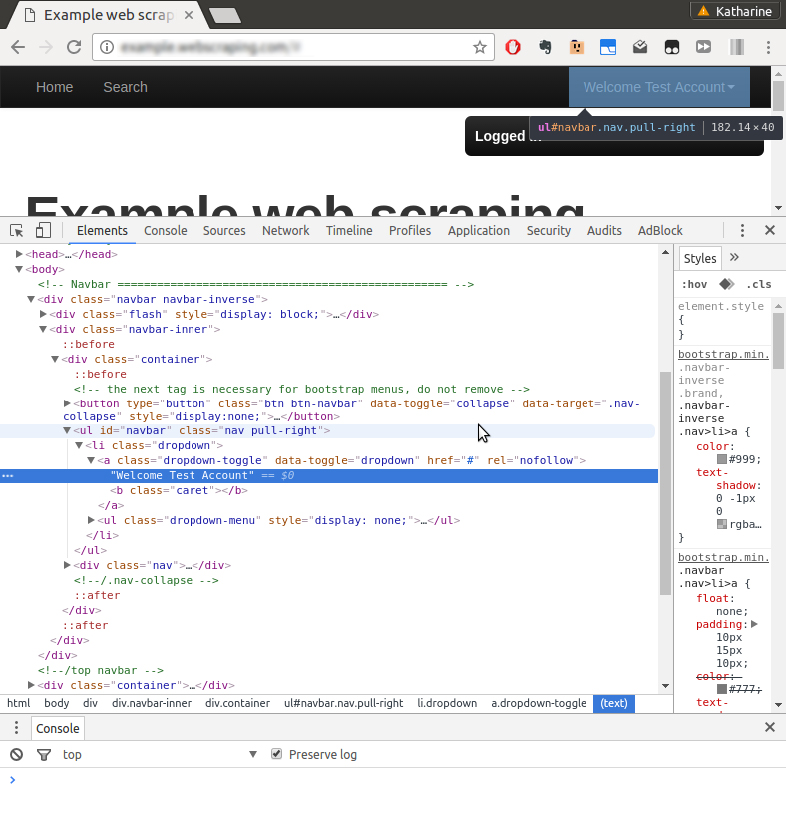 Example web scrap
Katharine
Home
Search
Welcome Test Account
ul#navbar.nav.pull-right
182.14 × 40
Logged in
Example web scraping
Elements
Console
Sources
Network
Timeline
Profiles
Application
Security
Audits
AdBlock
<head>…</head>
<body>
<!-- Navbar ================================================== -->
<div class="navbar navbar-inverse">
<div class="flash" style="display: block;">…</div>
<div class="navbar-inner">
::before
<div class="container">
::before
<!-- the next tag is necessary for bootstrap menus, do not remove -->
<button type="button" class="btn btn-navbar" data-toggle="collapse" data-target=".nav-
collapse" style="display:none;">…</button>
<ul id="navbar" class="nav pull-right">
<li class="dropdown">
<a class="dropdown-toggle" data-toggle="dropdown" href="#" rel="nofollow">
"Welcome Test Account" == $0
<b class="caret"></b>
</a>
<ul class="dropdown-menu" style="display: none;">…</ul>
</li>
</ul>
<div class="nav">…</div>
<!--/.nav-collapse -->
::after
</div>
::after
</div>
</div>
<!--/top navbar -->
<div class="container">…</div>
Styles
»
:hov
.cls
element.style
{
}
bootstrap.min.
.navbar-
inverse
.brand,
.navbar-
inverse
.nav>li>a {
color:
#999;
text-
shadow:
0 -1px
0
rgba…
}
bootstrap.min.
.navbar
.nav>li>a {
float:
none;
padding:
10px
15px
10px;
color:
#777;
text-
html
body
div
div.navbar-inner
div.container
ul#navbar.nav.pull-right
li.dropdown
a.dropdown-toggle
(text)
Console
top
Preserve log